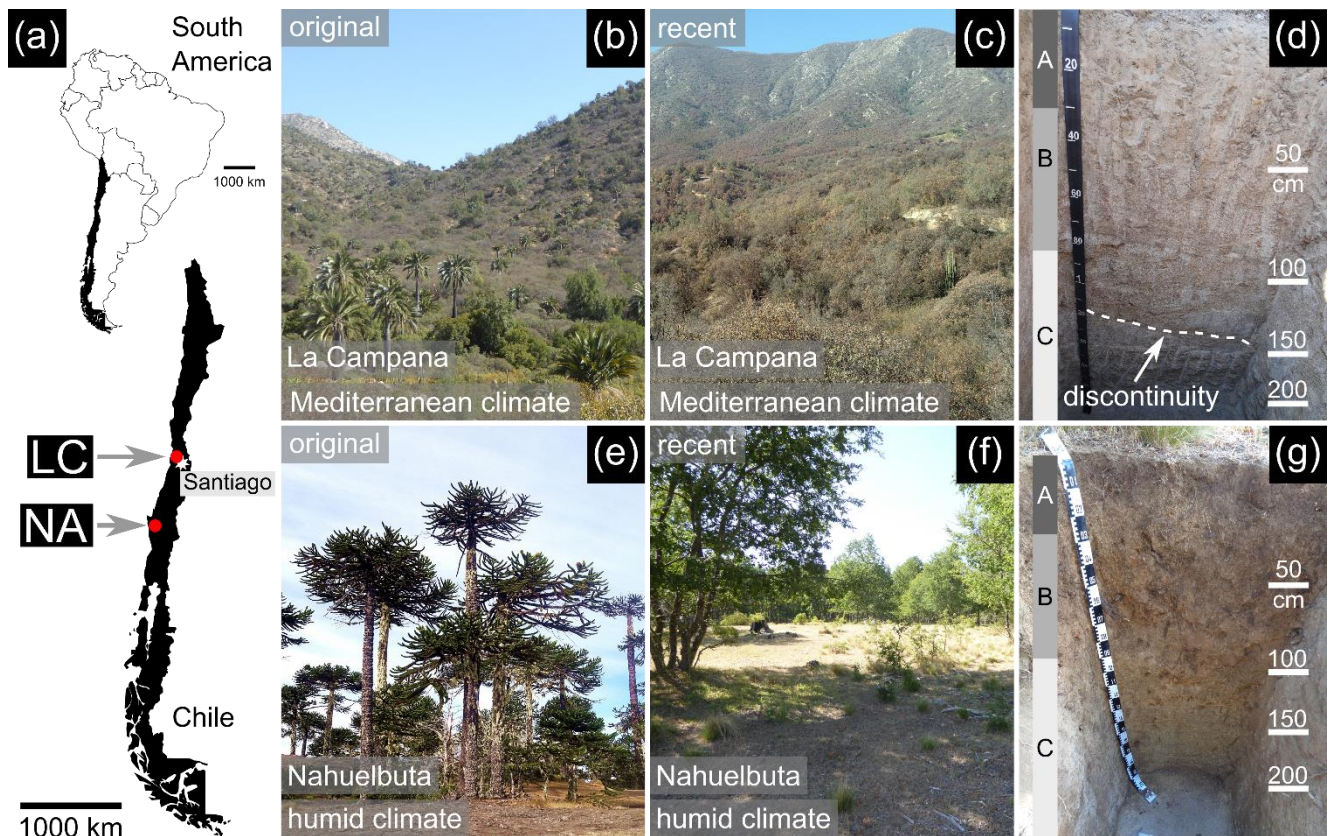 (a)
South
America
1000 km
LC
Santiago
NA
Chile
1000 km
original
(b)
La Campana
Mediterranean climate
recent
(c)
La Campana
Mediterranean climate
(d)
A
B
C
20
40
60
50
cm
100
150
200
discontinuity
original
(e)
Nahuelbuta
humid climate
recent
(f)
Nahuelbuta
humid climate
(g)
A
B
C
50
cm
100
150
200